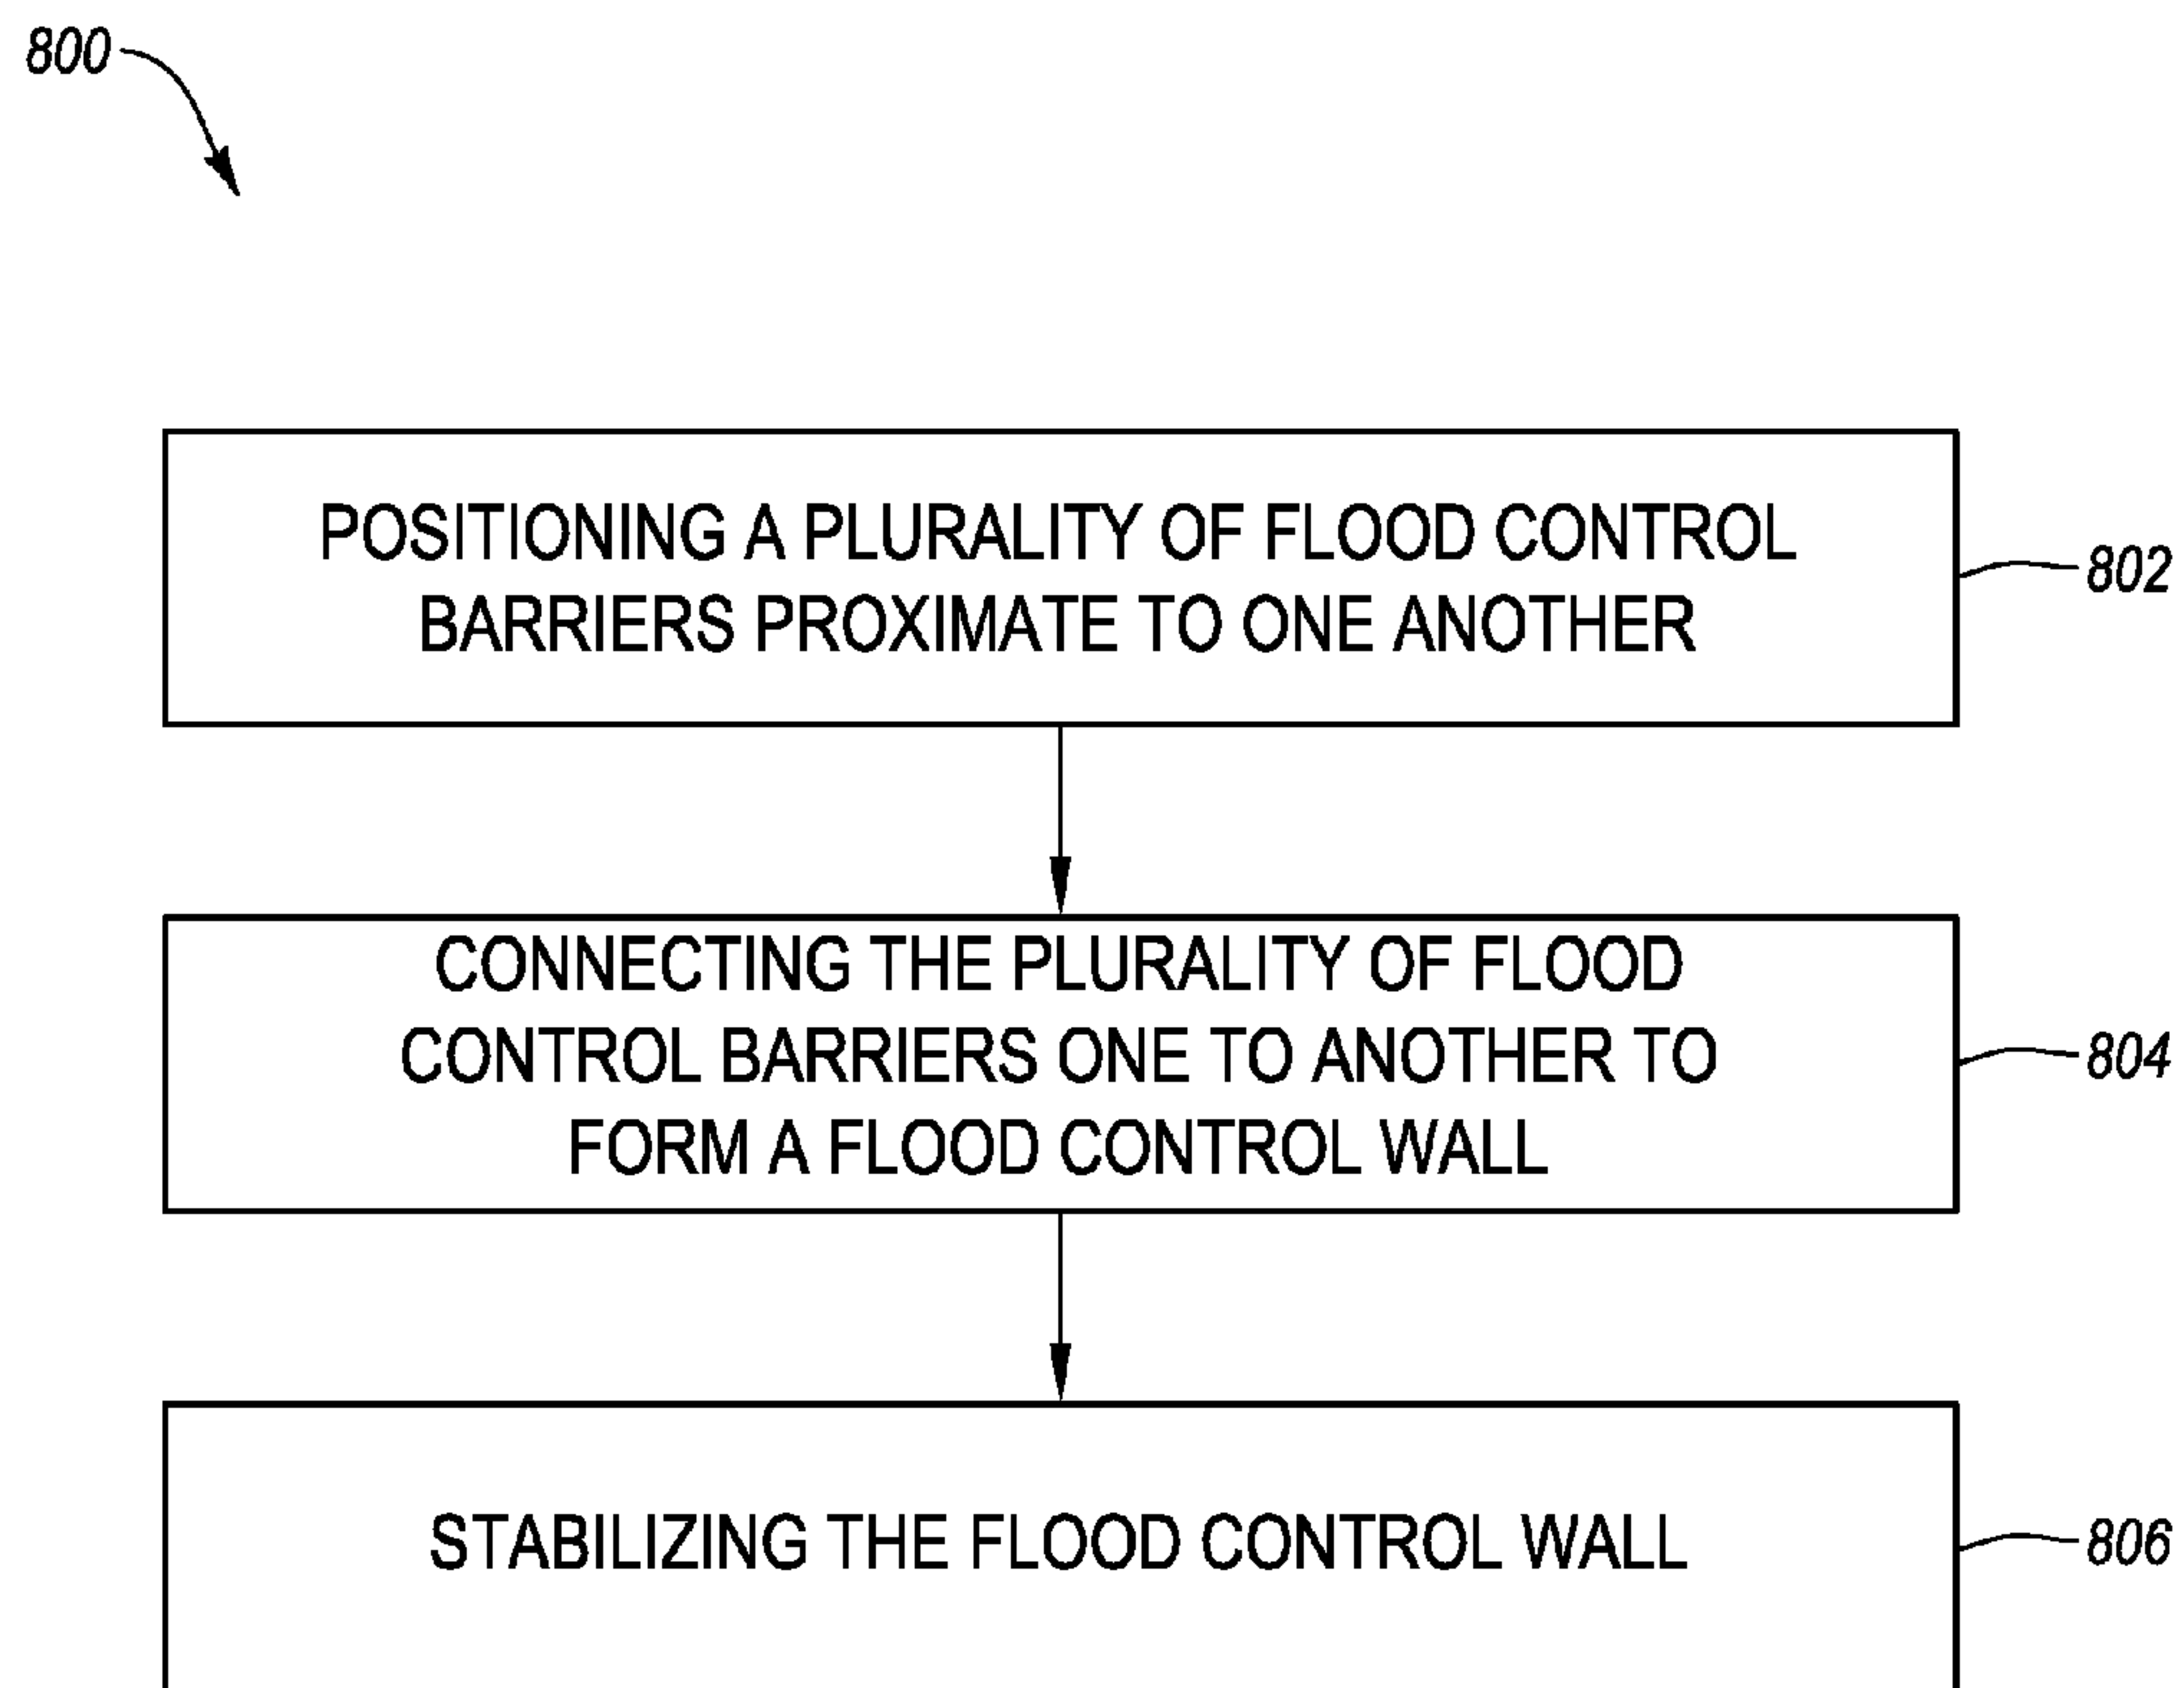 800
POSITIONING A PLURALITY OF FLOOD CONTROL
BARRIERS PROXIMATE TO ONE ANOTHER
802
CONNECTING THE PLURALITY OF FLOOD
CONTROL BARRIERS ONE TO ANOTHER TO
FORM A FLOOD CONTROL WALL
804
STABILIZING THE FLOOD CONTROL WALL
806